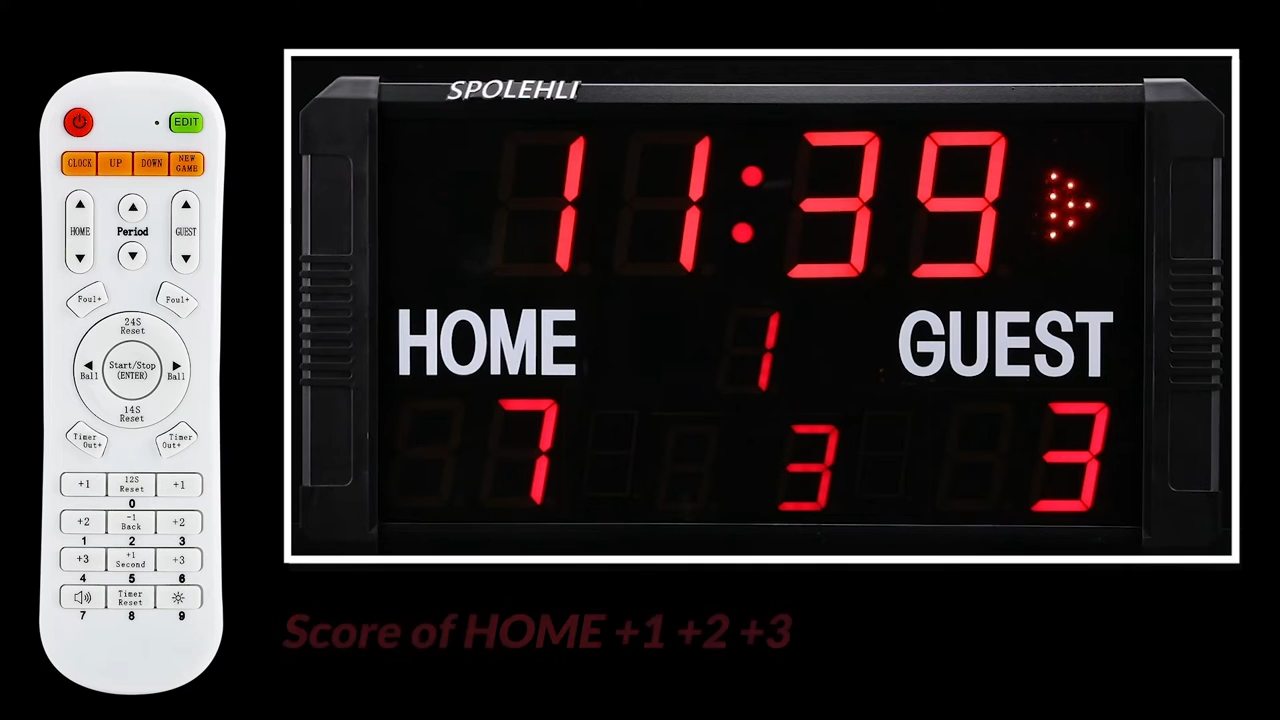 SPOLEHLI
11:39
HOME
1
GUEST
7
3
3
EDIT
CLOCK UP DOWN NEW GAME
HOME Period GUEST
Foul+ Foul+
24S
Reset
Ball
Start/Stop
(ENTER)
Ball
14S
Reset
Timer
Out+
Timer
Out+
+1 12S Reset +1
0
+2 -1 Back +2
1 2 3
+3 +1 Second +3
4 5 6
Timer Reset
7 8 9
Score of HOME +1 +2 +3